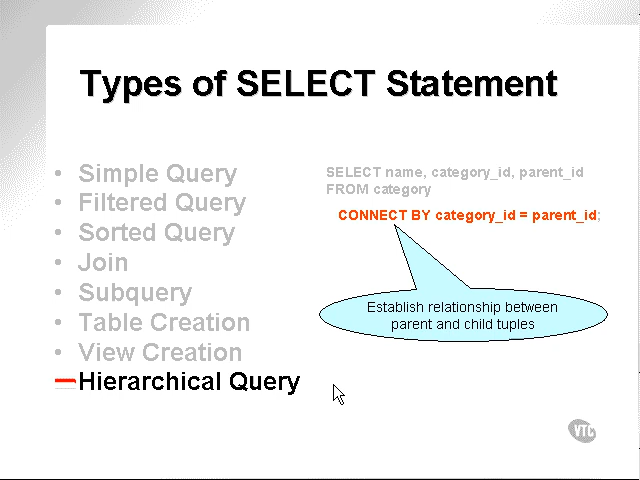 Types of SELECT Statement
• Simple Query
• Filtered Query
• Sorted Query
• Join
• Subquery
• Table Creation
• View Creation
Hierarchical Query
SELECT name, category_id, parent_id
FROM category
CONNECT BY category_id = parent_id;
Establish relationship between
parent and child tuples
VTC